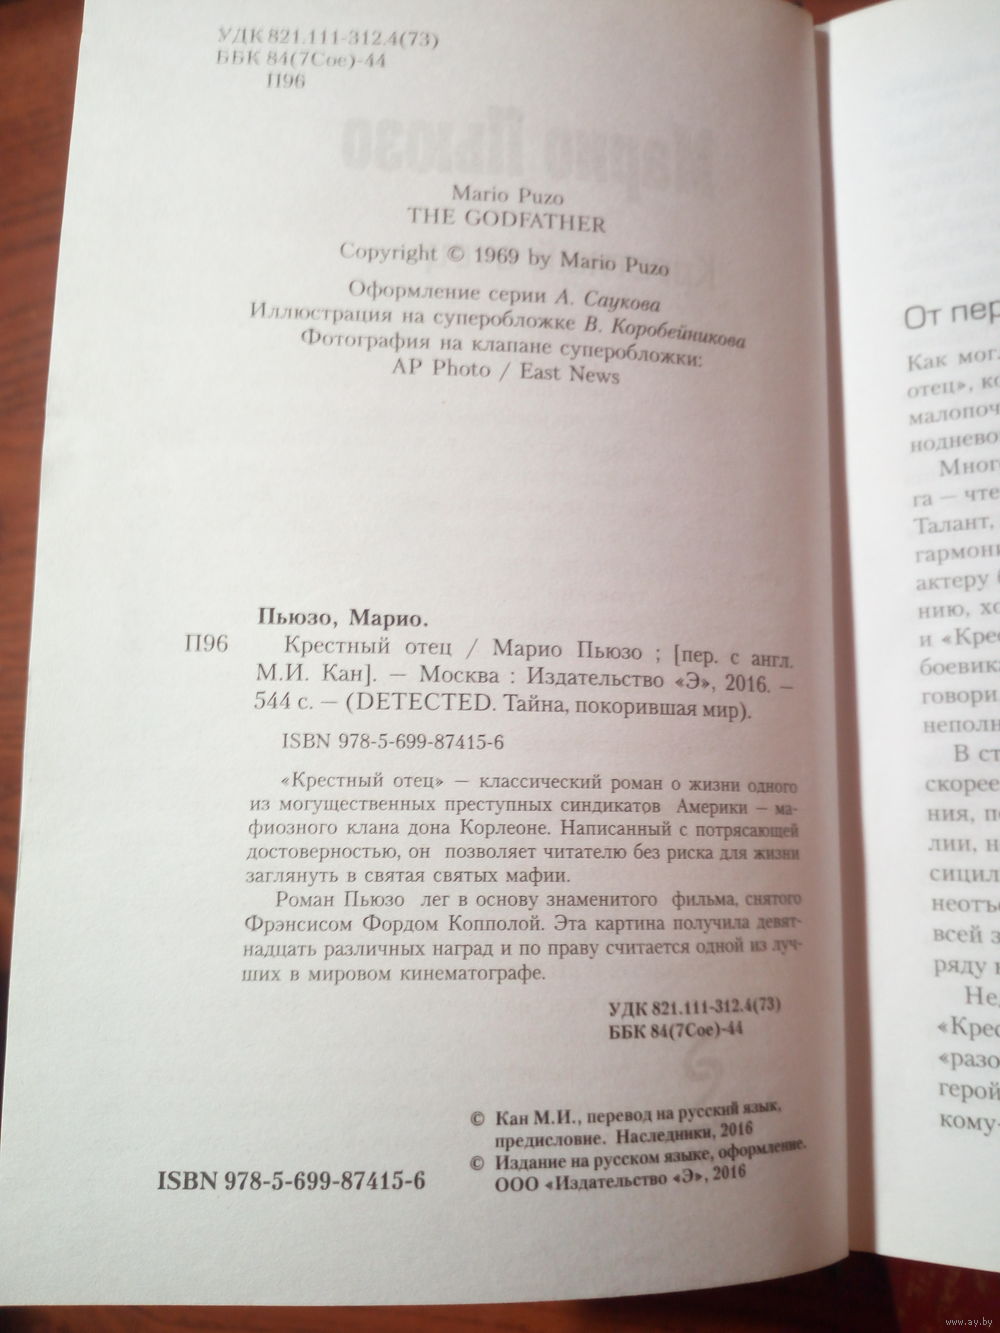 УДК 821.111-312.4(73)
ББК 84(7Сое)-44
П96
Mario Puzo
THE GODFATHER
Copyright © 1969 by Mario Puzo
Оформление серии А. Саукова
Иллюстрация на суперобложке В. Коробейникова
Фотография на клапане суперобложки:
AP Photo / East News
Пьюзо, Марио.
П96 Крестный отец / Марио Пьюзо ; [пер. с англ.
М.И. Кан]. — Москва : Издательство «Э», 2016. —
544 с. — (DETECTED. Тайна, покорившая мир).
ISBN 978-5-699-87415-6
«Крестный отец» — классический роман о жизни одного
из могущественных преступных синдикатов Америки — ма-
фиозного клана дона Корлеоне. Написанный с потрясающей
достоверностью, он позволяет читателю без риска для жизни
заглянуть в святая святых мафии.
Роман Пьюзо лег в основу знаменитого фильма, снятого
Фрэнсисом Фордом Копполой. Эта картина получила девят-
надцать различных наград и по праву считается одной из луч-
ших в мировом кинематографе.
УДК 821.111-312.4(73)
ББК 84(7Сое)-44
© Кан М.И., перевод на русский язык,
предисловие. Наследники, 2016
© Издание на русском языке, оформление.
ООО «Издательство «Э», 2016
ISBN 978-5-699-87415-6
От пер
Как мог
отец», ко
малопоч
ноднево
Мног
га — чте
Талант,
гармони
актеру
нию, хо
и «Крес
боевика
говори
неполн
В ст
скорее
ния, п
лии, н
сицил
неотъ
всей з
ряду
Не
«Крес
«разо
герой
кому-
www.ay.by